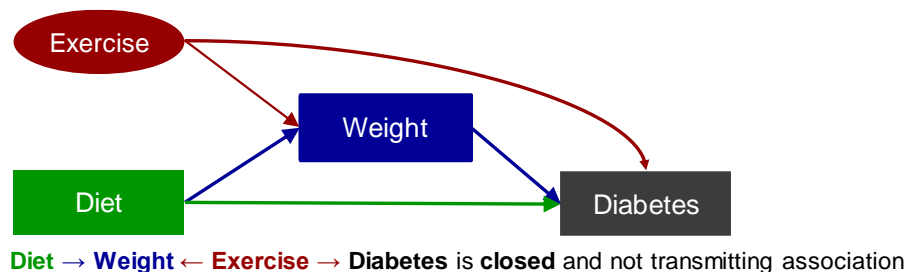 Exercise
Weight
Diet
Diabetes
Diet → Weight ← Exercise → Diabetes is closed and not transmitting association